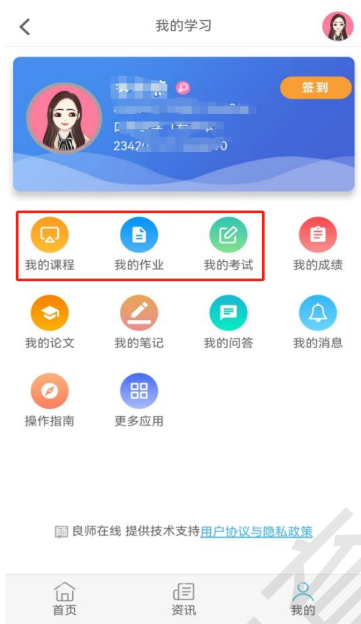 我的学习
签到
2342
0
我的课程 我的作业 我的考试 我的成绩
我的论文 我的笔记 我的问答 我的消息
操作指南 更多应用
良师在线 提供技术支持用户协议与隐私政策
首页 资讯 我的